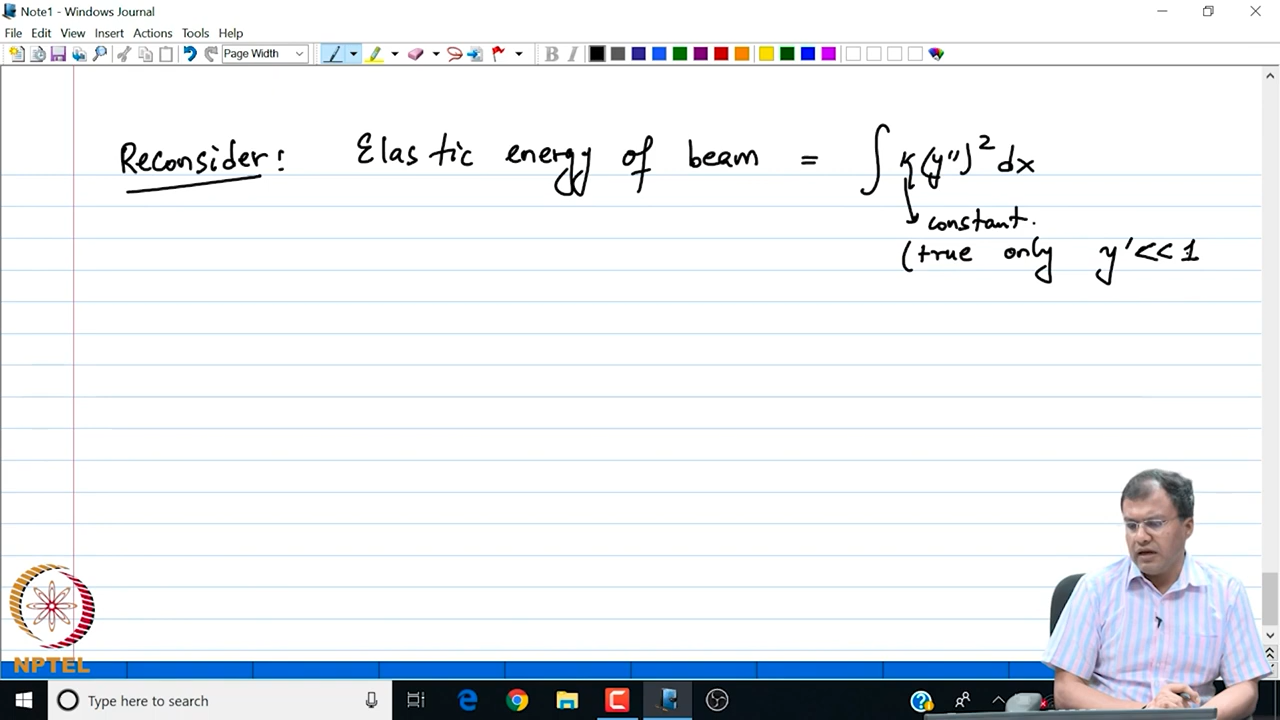 Note1 - Windows Journal
File Edit View Insert Actions Tools Help
Page Width
B I
Reconsider: Elastic energy of beam = ∫ K(y'')² dx
constant.
(true only y' << 1
NPTEL
Type here to search